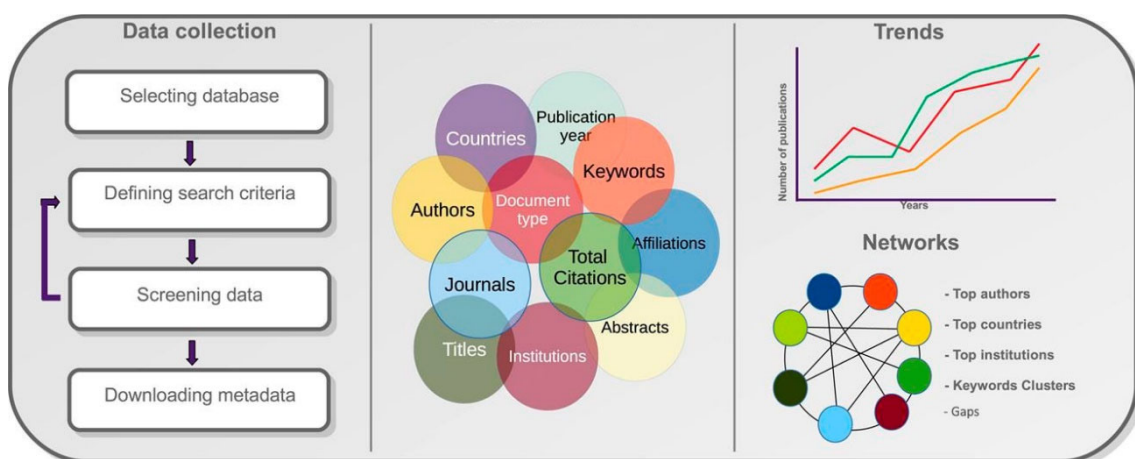 Data collection
Selecting database
Defining search criteria
Screening data
Downloading metadata
Countries
Publication
year
Keywords
Authors
Document
type
Affiliations
Journals
Total
Citations
Abstracts
Titles
Institutions
Trends
Number of publications
Years
Networks
- Top authors
- Top countries
- Top institutions
- Keywords Clusters
- Gaps